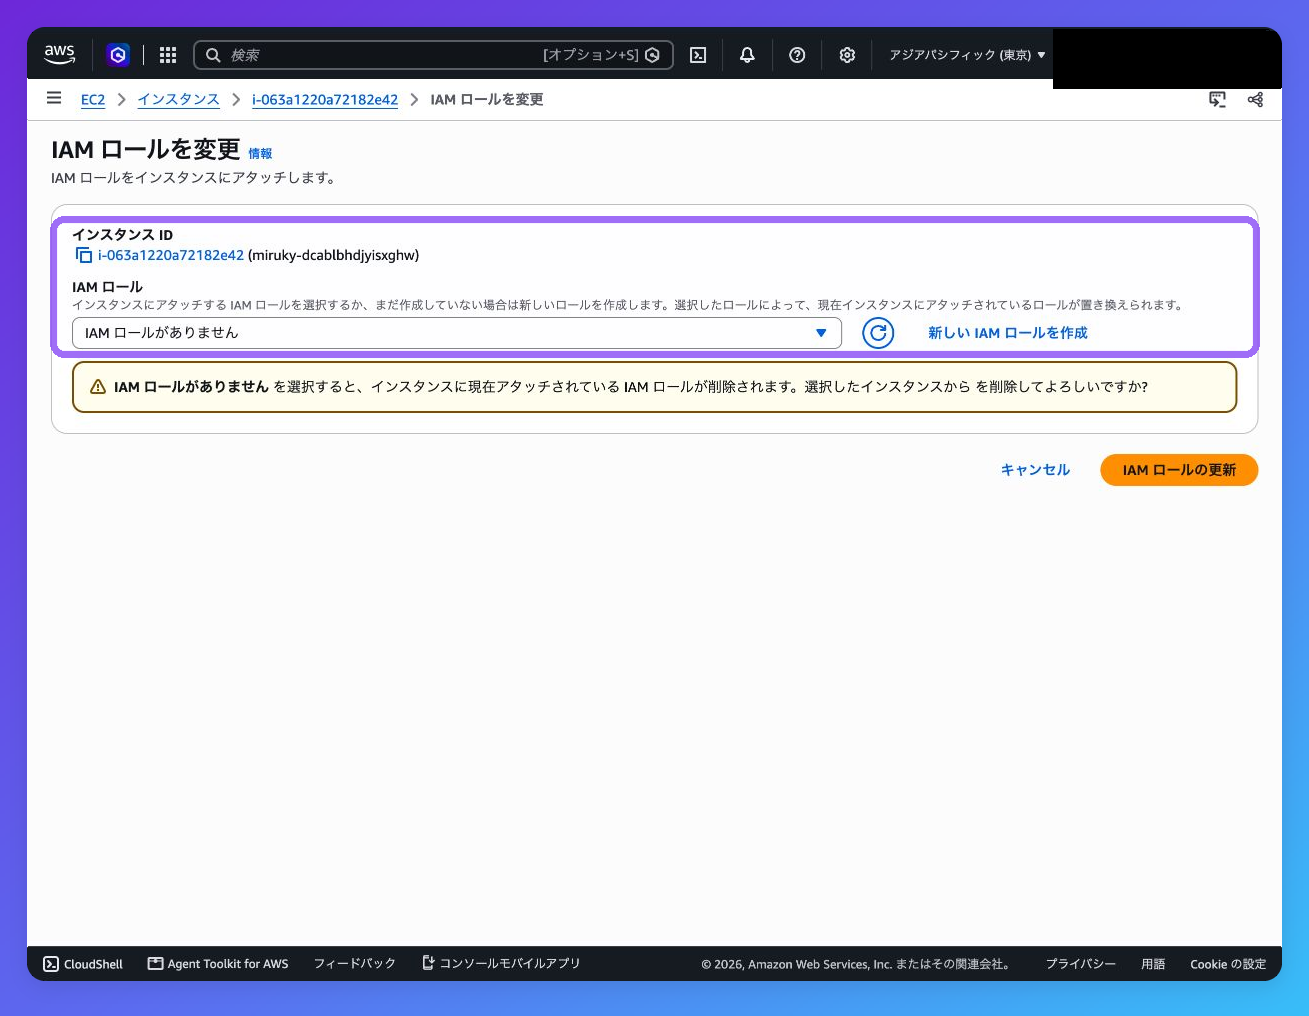 aws
検索 [オプション+S]
アジアパシフィック (東京) ▼
EC2 > インスタンス > i-063a1220a72182e42 > IAM ロールを変更
IAM ロールを変更 情報
IAM ロールをインスタンスにアタッチします。
インスタンス ID
i-063a1220a72182e42 (miruky-dcablbhdjyisxghw)
IAM ロール
インスタンスにアタッチする IAM ロールを選択するか、まだ作成していない場合は新しいロールを作成します。選択したロールによって、現在インスタンスにアタッチされているロールが置き換えられます。
IAM ロールがありません
新しい IAM ロールを作成
IAM ロールがありません を選択すると、インスタンスに現在アタッチされている IAM ロールが削除されます。選択したインスタンスから を削除してよろしいですか?
キャンセル
IAM ロールの更新
CloudShell Agent Toolkit for AWS フィードバック コンソールモバイルアプリ © 2026, Amazon Web Services, Inc. またはその関連会社。 プライバシー 用語 Cookie の設定